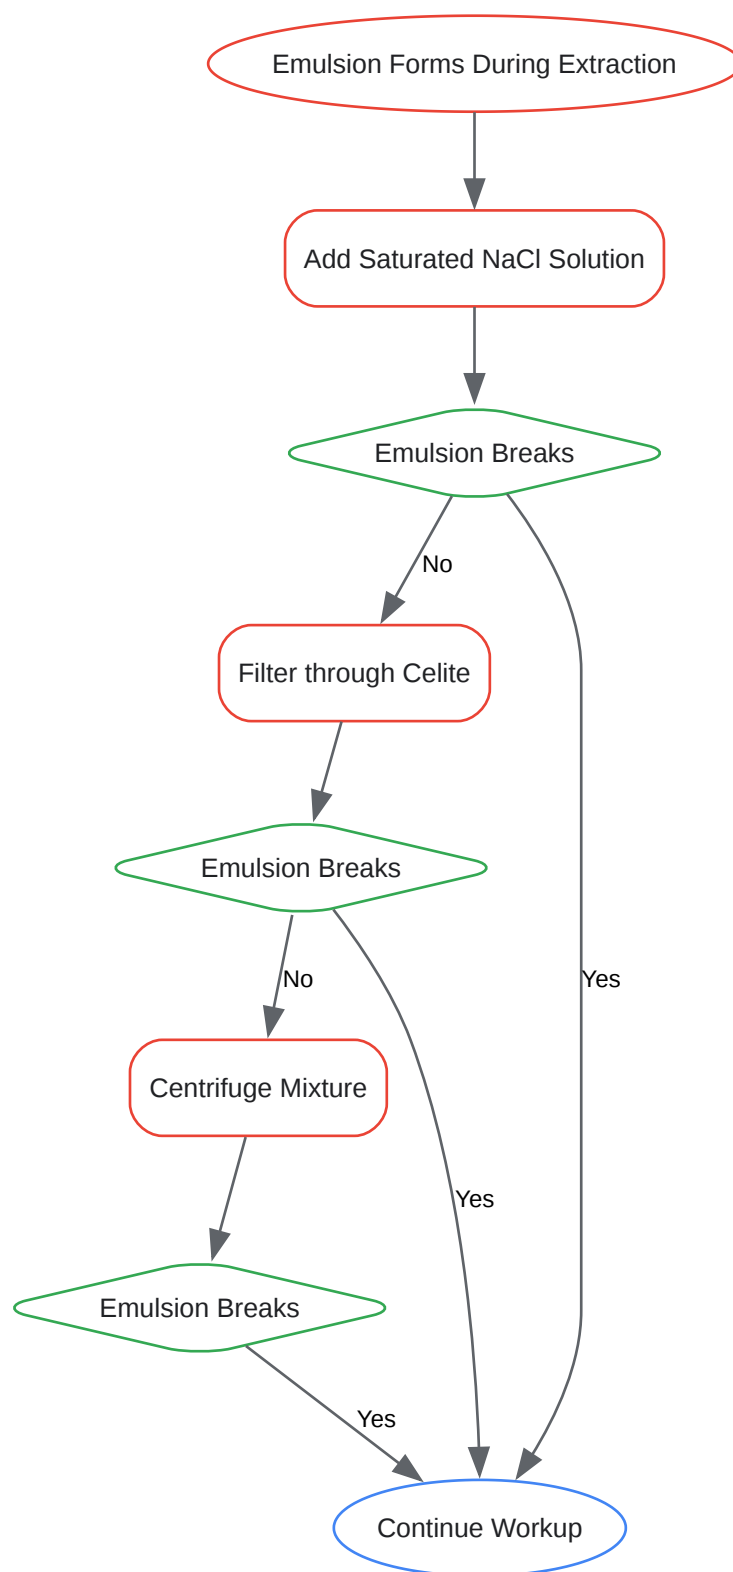 Emulsion Forms During Extraction
Add Saturated NaCl Solution
Emulsion Breaks
No
Filter through Celite
Emulsion Breaks
No
Yes
Centrifuge Mixture
Yes
Emulsion Breaks
Yes
Continue Workup